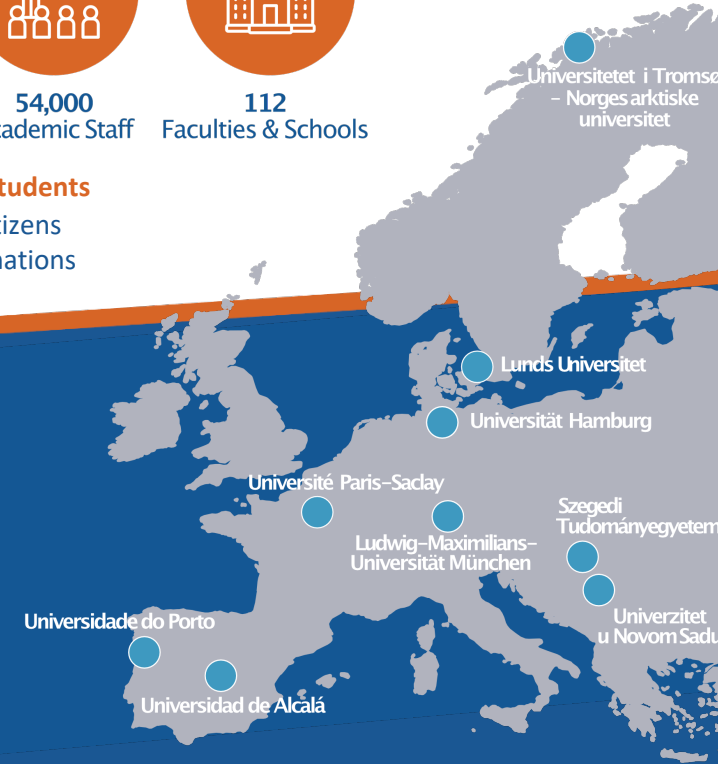 54,000
112
ademic Staff
Faculties & Schools
tudents
tizens
nations
Universitetet i Tromsø
– Norges arktiske
universitet
Lunds Universitet
Universität Hamburg
Université Paris–Saclay
Szegedi
Tudományegyetem
Ludwig–Maximilians–
Universität München
Univerzitet
u Novom Sadu
Universidade do Porto
Universidad de Alcalá